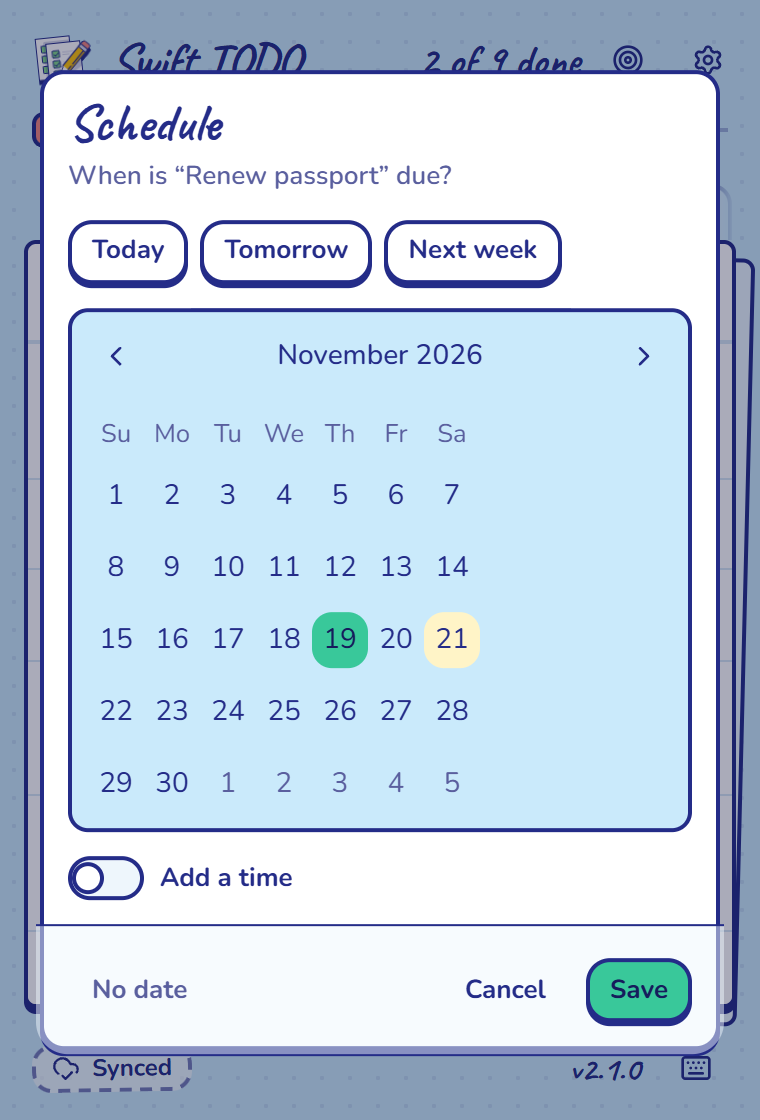 Swift TODO 2 of 9 done
Schedule
When is “Renew passport” due?
Today Tomorrow Next week
November 2026
Su Mo Tu We Th Fr Sa
1 2 3 4 5 6 7
8 9 10 11 12 13 14
15 16 17 18 19 20 21
22 23 24 25 26 27 28
29 30 1 2 3 4 5
Add a time
No date Cancel Save
Synced v2.1.0